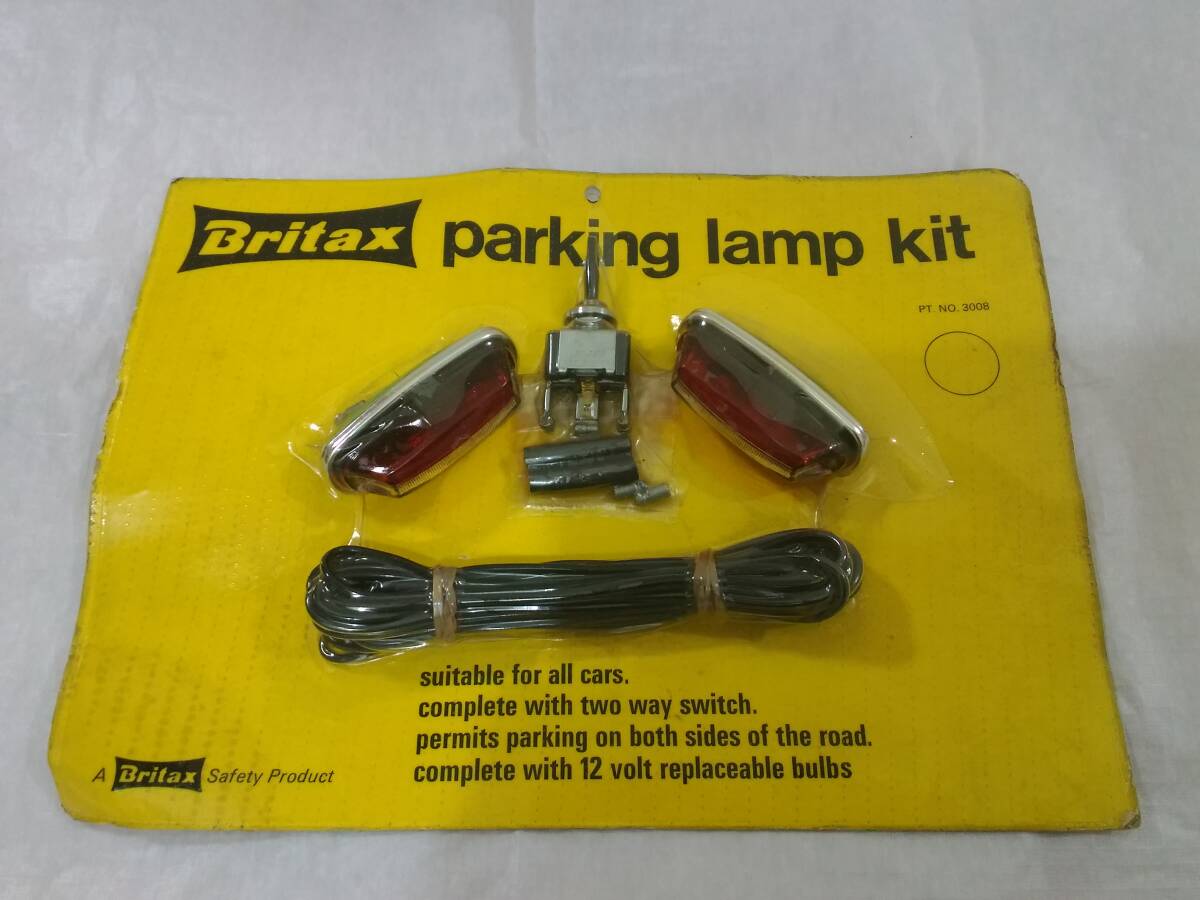 Britax parking lamp kit
PT. NO. 3008
suitable for all cars.
complete with two way switch.
permits parking on both sides of the road.
complete with 12 volt replaceable bulbs
A Britax Safety Product